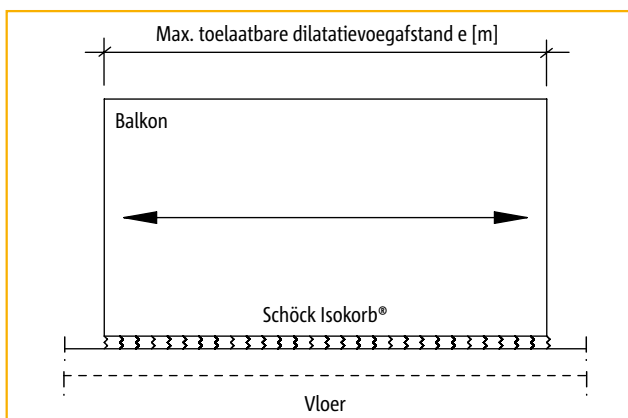 Max. toelaatbare dilatatievoegafstand e [m]
Balkon
Schöck Isokorb®
Vloer